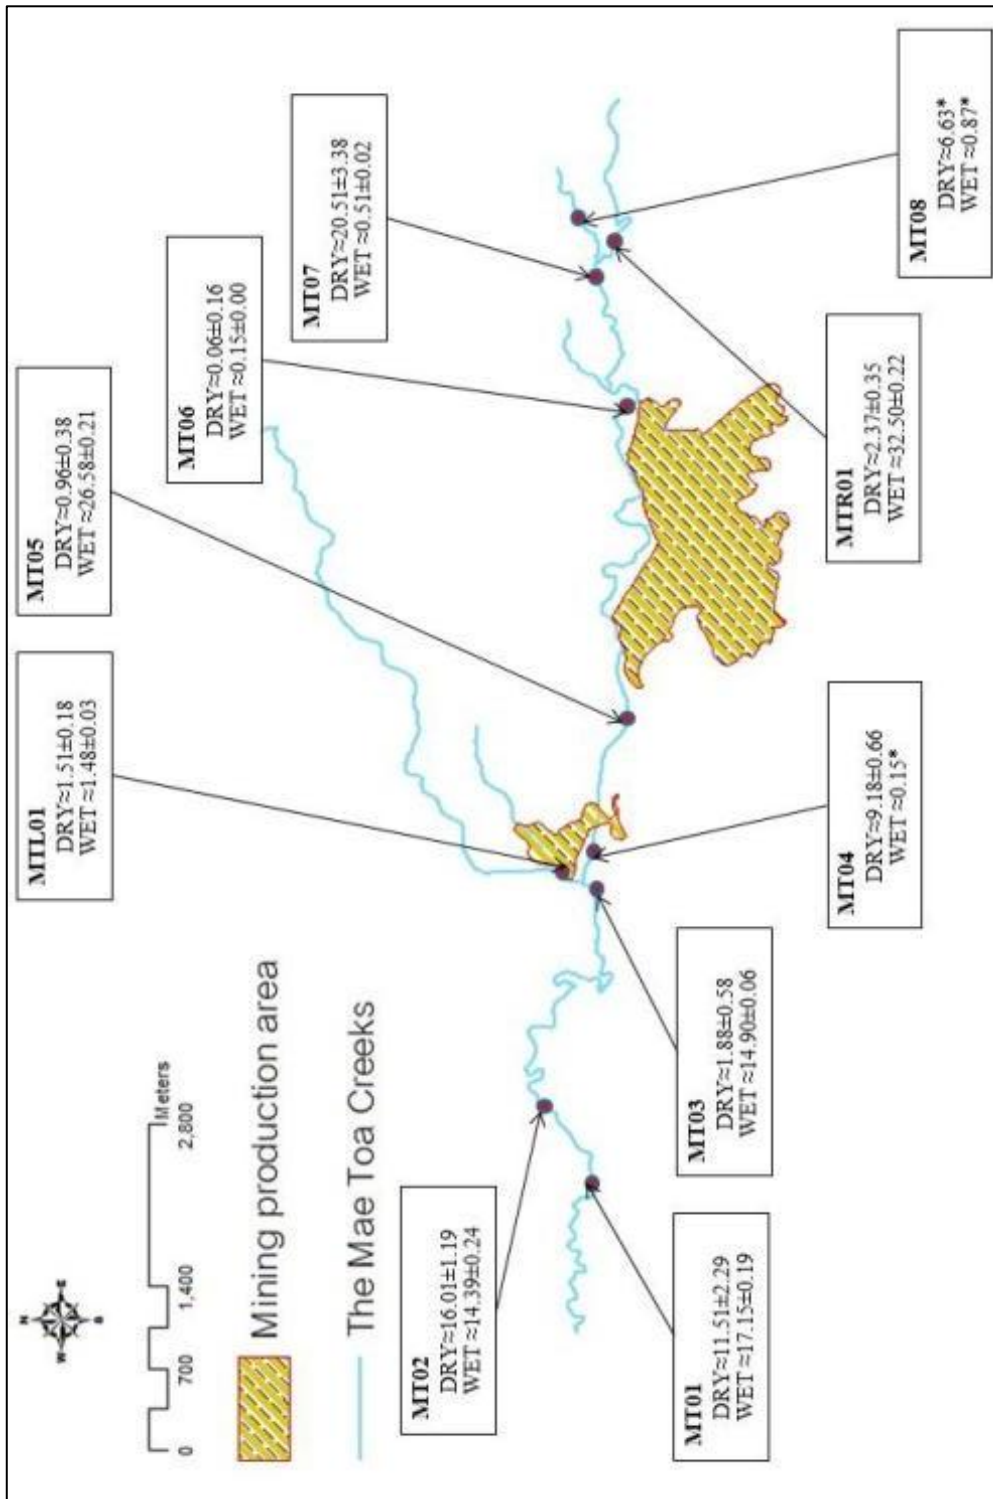 N
W
E
S
0
700
1,400
2,800
Meters
Mining production area
The Mae Toa Creeks
MTL01
DRY≈1.51±0.18
WET ≈1.48±0.03
MT05
DRY≈0.96±0.38
WET ≈26.58±0.21
MT06
DRY≈0.06±0.16
WET ≈0.15±0.00
MT07
DRY≈20.51±3.38
WET ≈0.51±0.02
MT02
DRY≈16.01±1.19
WET ≈14.39±0.24
MT01
DRY≈11.51±2.29
WET ≈17.15±0.19
MT03
DRY≈1.88±0.58
WET ≈14.90±0.06
MT04
DRY≈9.18±0.66
WET ≈0.15*
MTR01
DRY≈2.37±0.35
WET ≈32.50±0.22
MT08
DRY≈6.63*
WET ≈0.87*